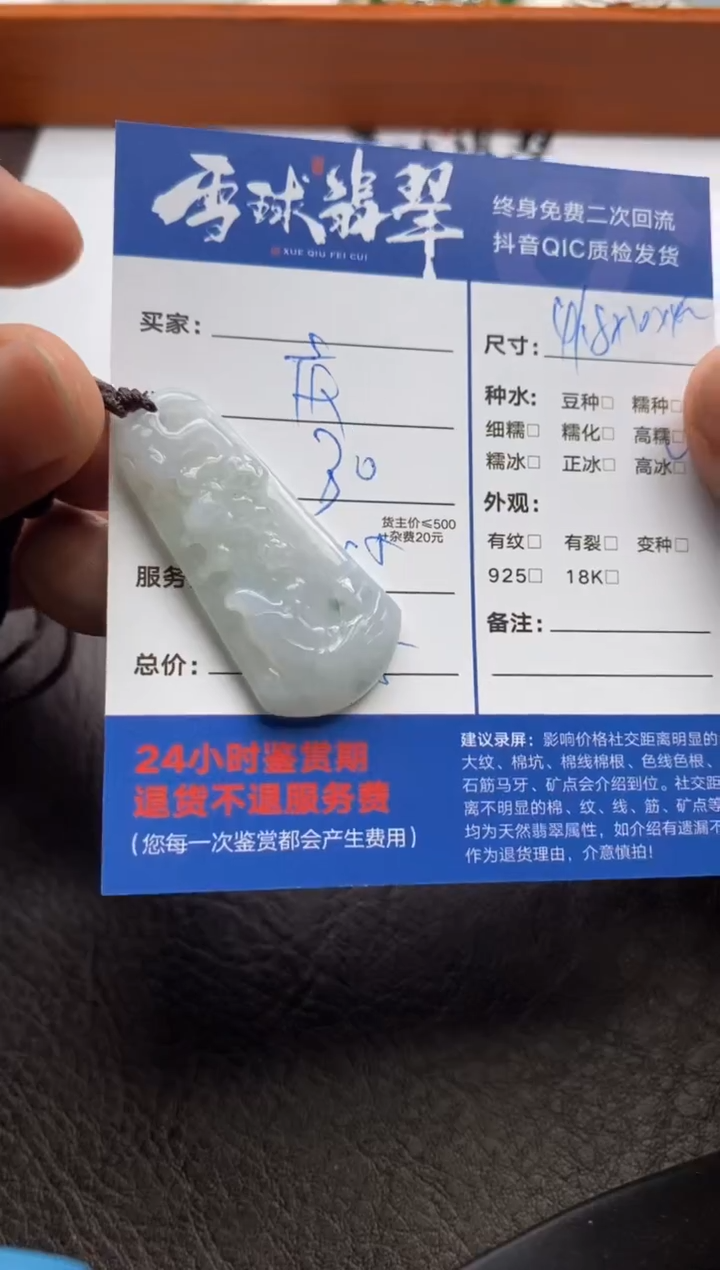 雪球翡翠
XUE QIU FEI CUI
终身免费二次回流
抖音QIC质检发货
买家：
30
货主价≤500
杂费20元
服务
总价：
尺寸：
种水： 豆种□ 糯种□
细糯□ 糯化□ 高糯□
糯冰□ 正冰□ 高冰□
外观：
有纹□ 有裂□ 变种□
925□ 18K□
备注：
24小时鉴赏期
退货不退服务费
(您每一次鉴赏都会产生费用)
建议录屏：影响价格社交距离明显的
大纹、棉坑、棉线棉根、色线色根、
石筋马牙、矿点会介绍到位。社交距
离不明显的棉、纹、线、筋、矿点等
均为天然翡翠属性，如介绍有遗漏不
作为退货理由，介意慎拍！